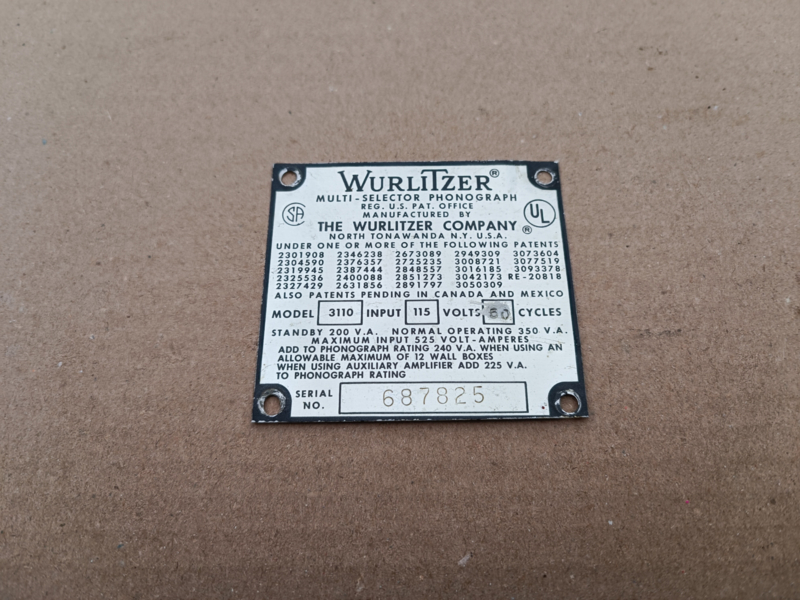 WURLITZER®
MULTI-SELECTOR PHONOGRAPH
REG. U.S. PAT. OFFICE
MANUFACTURED BY
SA
UL
®
THE WURLITZER COMPANY
NORTH TONAWANDA N.Y. U.S.A.
UNDER ONE OR MORE OF THE FOLLOWING PATENTS
2301908 2346238 2673089 2949309 3073604
2304590 2376357 2725235 3008721 3077519
2319945 2387444 2848557 3016185 3093378
2325536 2400088 2851273 3042173 RE-20818
2327429 2631856 2891797 3050309
ALSO PATENTS PENDING IN CANADA AND MEXICO
MODEL 3110 INPUT 115 VOLTS CYCLES
STANDBY 200 V.A. NORMAL OPERATING 350 V.A.
MAXIMUM INPUT 525 VOLT-AMPERES
ADD TO PHONOGRAPH RATING 240 V.A. WHEN USING AN
ALLOWABLE MAXIMUM OF 12 WALL BOXES
WHEN USING AUXILIARY AMPLIFIER ADD 225 V.A.
TO PHONOGRAPH RATING
SERIAL
NO. 687825